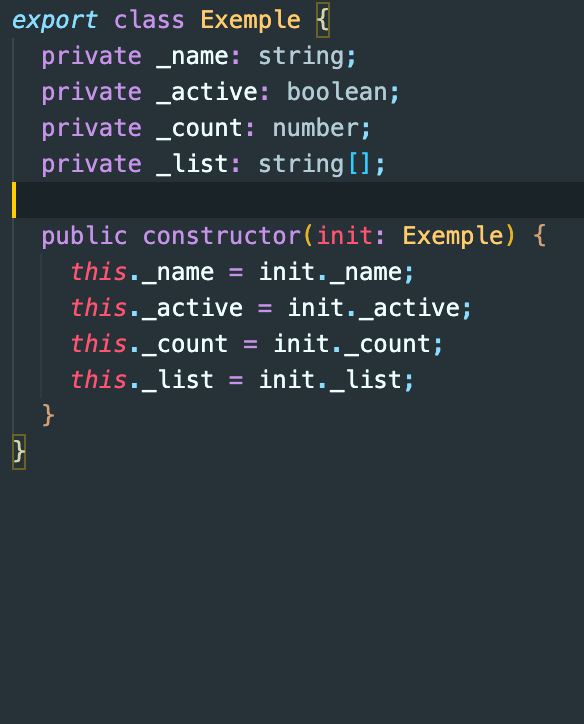 export class Exemple {
  private _name: string;
  private _active: boolean;
  private _count: number;
  private _list: string[];

  public constructor(init: Exemple) {
    this._name = init._name;
    this._active = init._active;
    this._count = init._count;
    this._list = init._list;
  }
}